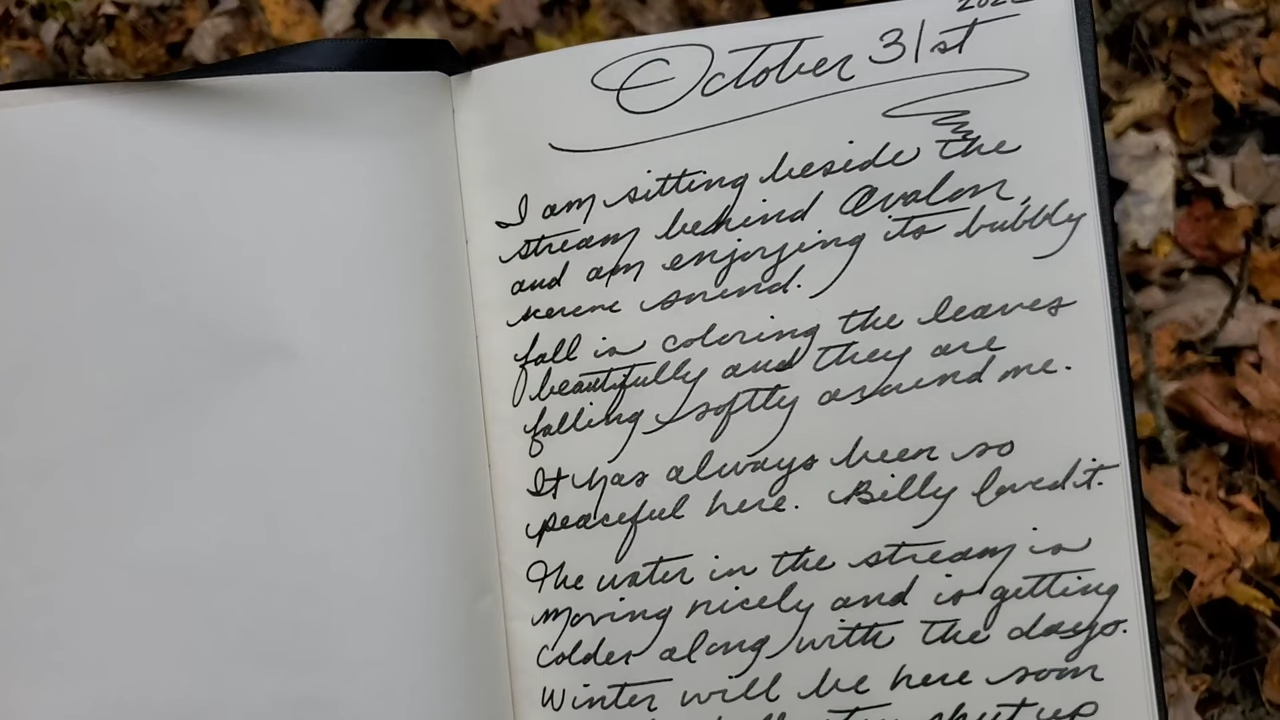 October 31st
I am sitting beside the
stream behind Avalon,
and am enjoying its bubbly
serene sound.
fall is coloring the leaves
beautifully and they are
falling softly around me.
It has always been so
peaceful here. Billy loved it.
The water in the stream is
moving nicely and is getting
colder along with the days.
Winter will be here soon
shut up